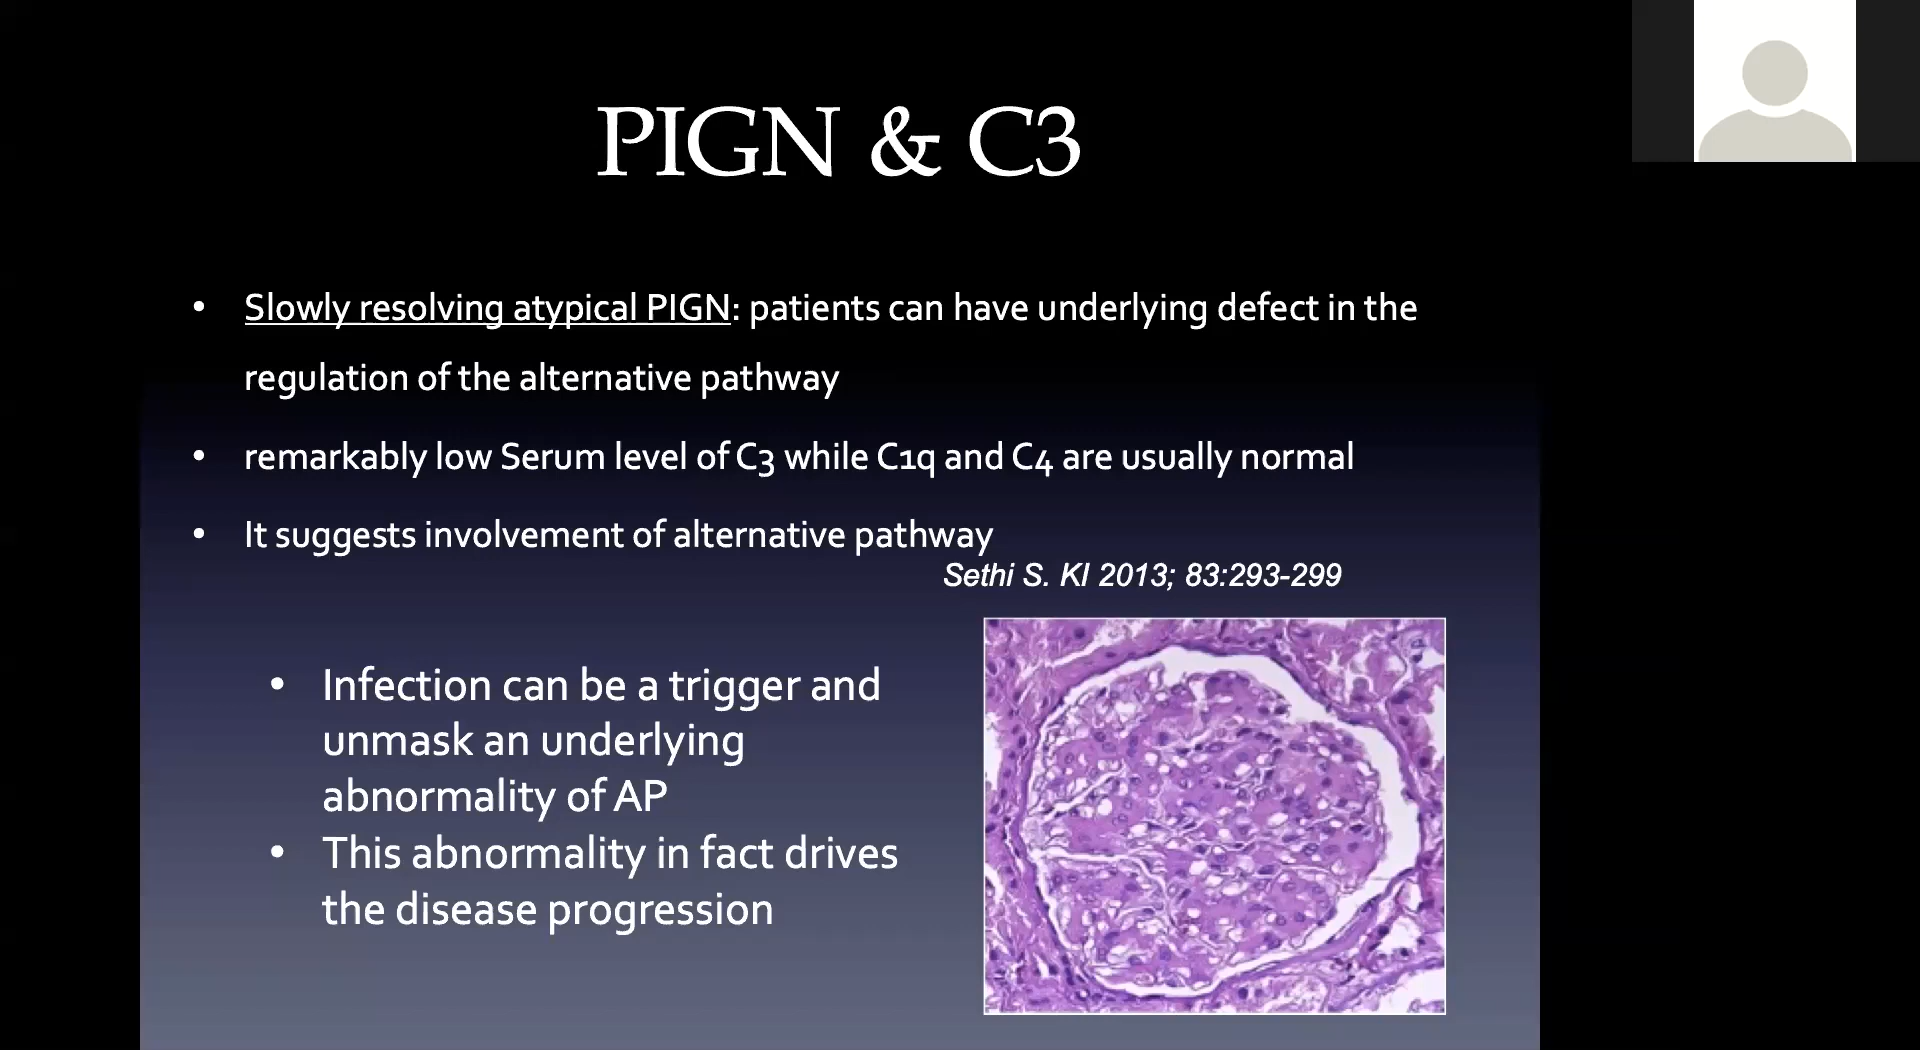 PIGN & C3
• Slowly resolving atypical PIGN: patients can have underlying defect in the
regulation of the alternative pathway
• remarkably low Serum level of C3 while C1q and C4 are usually normal
• It suggests involvement of alternative pathway
Sethi S. KI 2013; 83:293-299
• Infection can be a trigger and
unmask an underlying
abnormality of AP
• This abnormality in fact drives
the disease progression